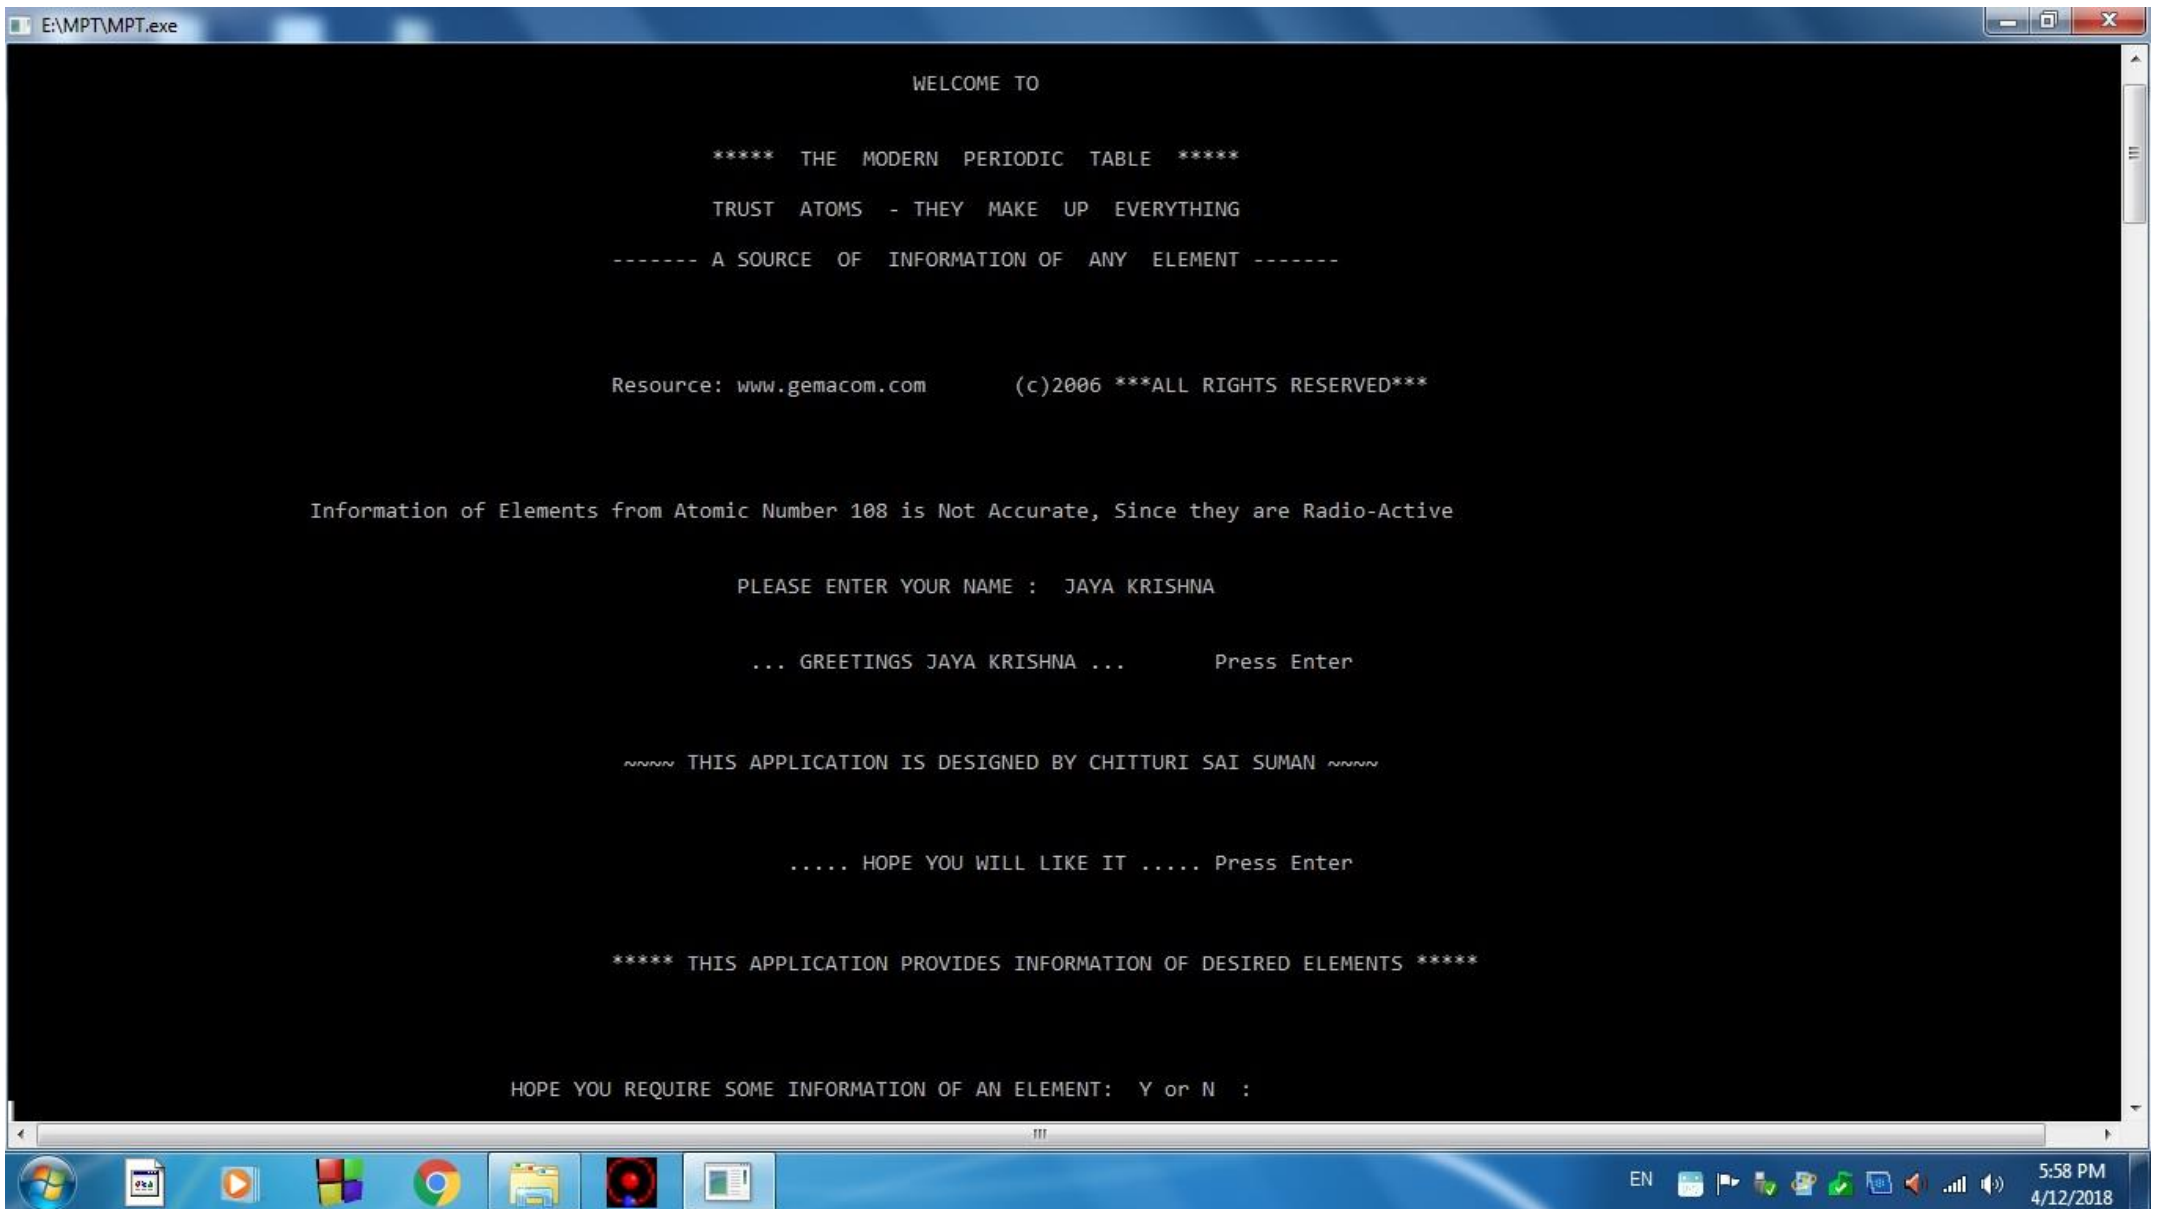 E:\MPT\MPT.exe
WELCOME TO
***** THE MODERN PERIODIC TABLE *****
TRUST ATOMS - THEY MAKE UP EVERYTHING
------- A SOURCE OF INFORMATION OF ANY ELEMENT -------
Resource: www.gemacom.com (c)2006 ***ALL RIGHTS RESERVED***
Information of Elements from Atomic Number 108 is Not Accurate, Since they are Radio-Active
PLEASE ENTER YOUR NAME : JAYA KRISHNA
... GREETINGS JAYA KRISHNA ... Press Enter
~~~~ THIS APPLICATION IS DESIGNED BY CHITTURI SAI SUMAN ~~~~
..... HOPE YOU WILL LIKE IT ..... Press Enter
***** THIS APPLICATION PROVIDES INFORMATION OF DESIRED ELEMENTS *****
HOPE YOU REQUIRE SOME INFORMATION OF AN ELEMENT: Y or N :
EN
5:58 PM
4/12/2018